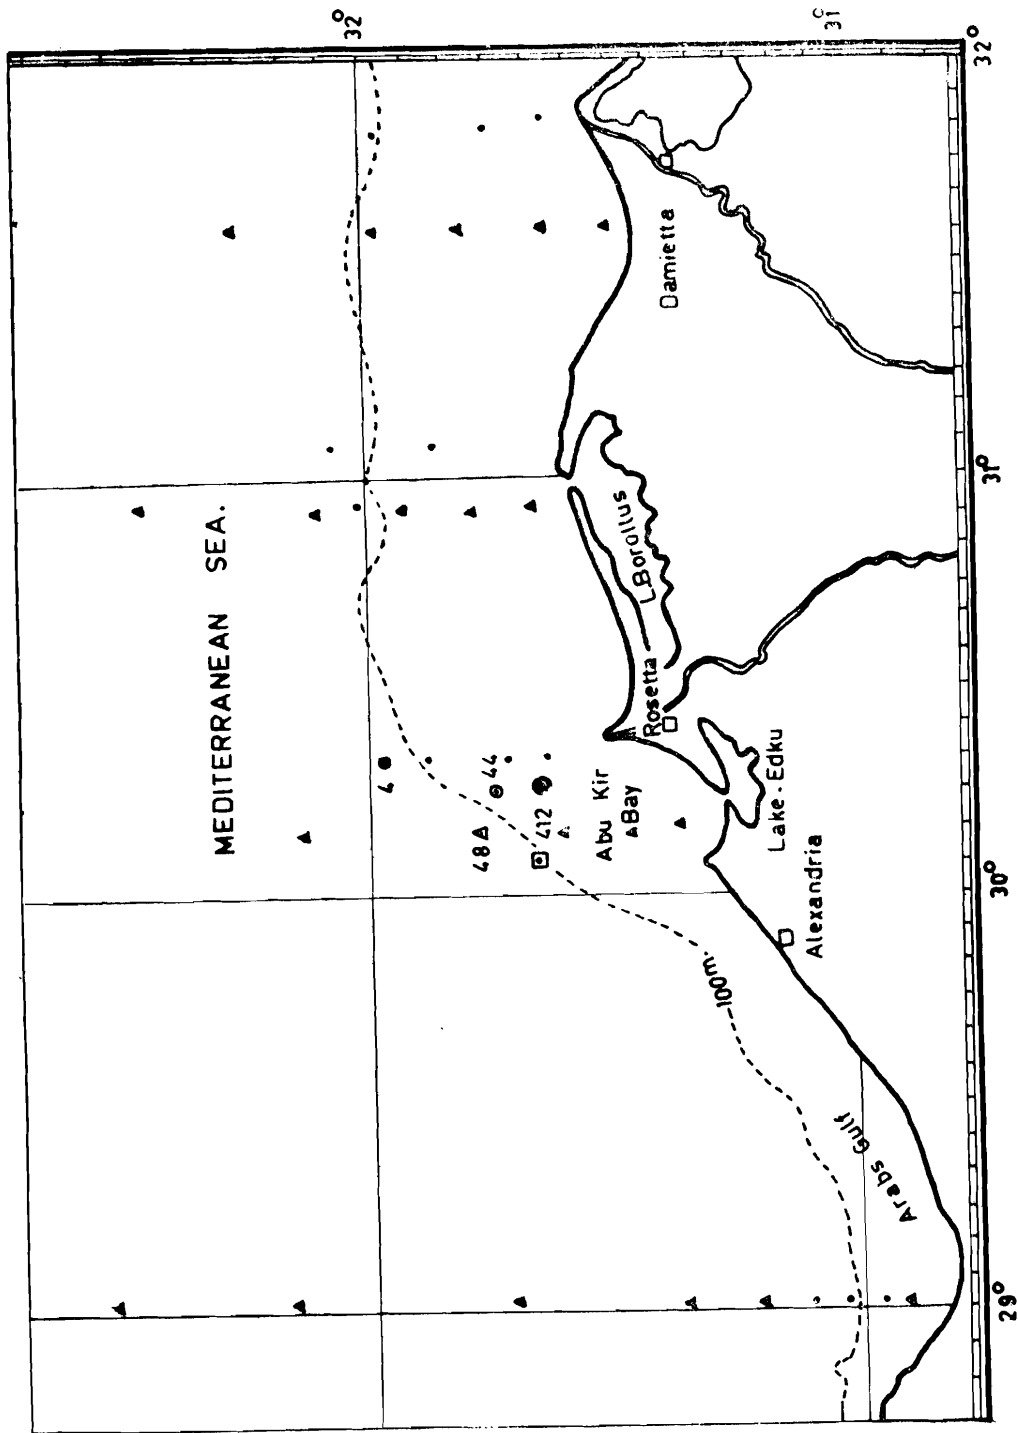 32°
31°
MEDITERRANEAN SEA.
4
44
48
412
Abu Kir
Bay
Rosetta
L.Borollus
Damietta
Lake-Edku
Alexandria
100m.
Arabs Gulf
29°
30°
31°
32°